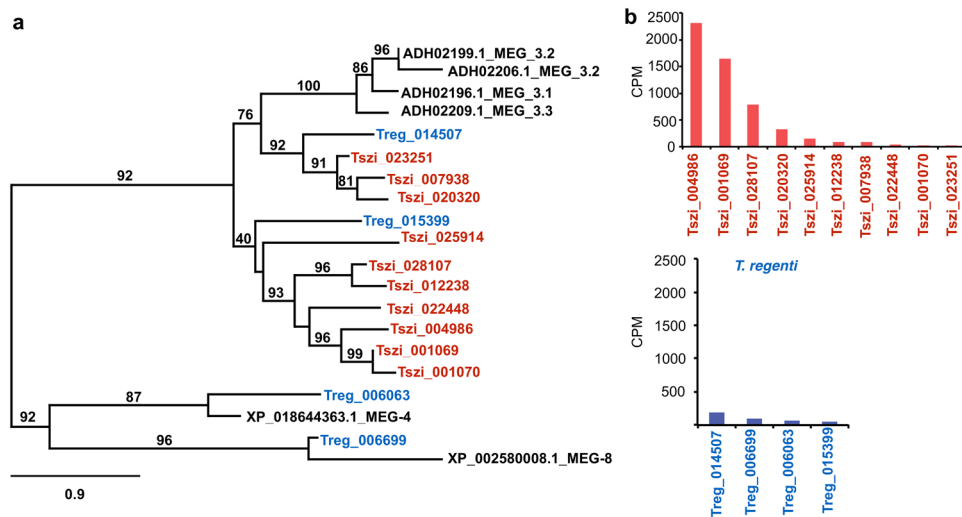 a
96
ADH02199.1_MEG_3.2
86
ADH02206.1_MEG_3.2
100
ADH02196.1_MEG_3.1
ADH02209.1_MEG_3.3
76
Treg_014507
92
Tszi_023251
91
Tszi_007938
81
Tszi_020320
92
Treg_015399
40
Tszi_025914
Tszi_028107
96
Tszi_012238
93
Tszi_022448
Tszi_004986
96
Tszi_001069
99
Tszi_001070
Treg_006063
87
XP_018644363.1_MEG-4
92
Treg_006699
96
XP_002580008.1_MEG-8
0.9
b
2500
2000
1500
1000
500
0
CPM
Tszi_004986
Tszi_001069
Tszi_028107
Tszi_020320
Tszi_025914
Tszi_012238
Tszi_007938
Tszi_022448
Tszi_001070
Tszi_023251
T. regenti
2500
2000
1500
1000
500
CPM
Treg_014507
Treg_006699
Treg_006063
Treg_015399